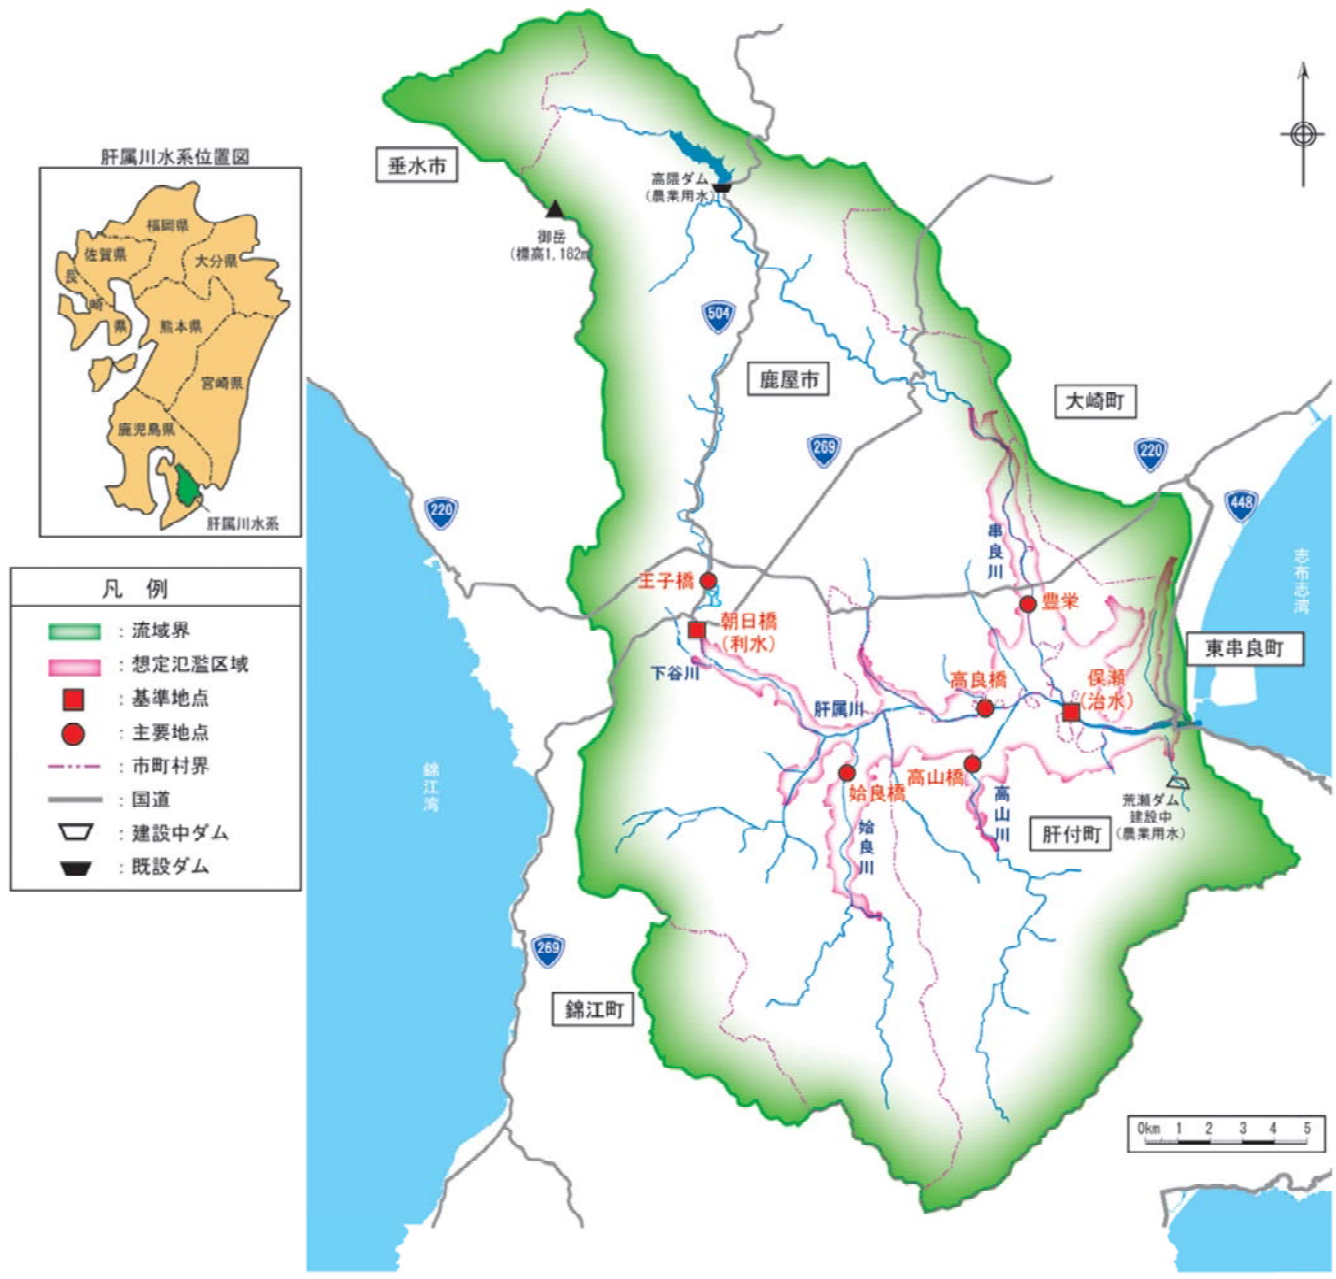 肝属川水系位置図
福岡県
佐賀県
大分県
長
崎
県
熊本県
宮崎県
鹿児島県
肝属川水系
凡 例
：流域界
：想定氾濫区域
：基準地点
：主要地点
：市町村界
：国道
：建設中ダム
：既設ダム
垂水市
高隈ダム
（農業用水）
御岳
（標高1,182m
504
鹿屋市
大崎町
269
220
220
448
串良川
志布志湾
王子橋
豊栄
朝日橋
（利水）
東串良町
下谷川
高良橋
俣瀬
（治水）
肝属川
錦江湾
高山橋
姶良橋
高山川
荒瀬ダム
建設中
（農業用水）
姶良川
肝付町
269
錦江町
0km 1 2 3 4 5